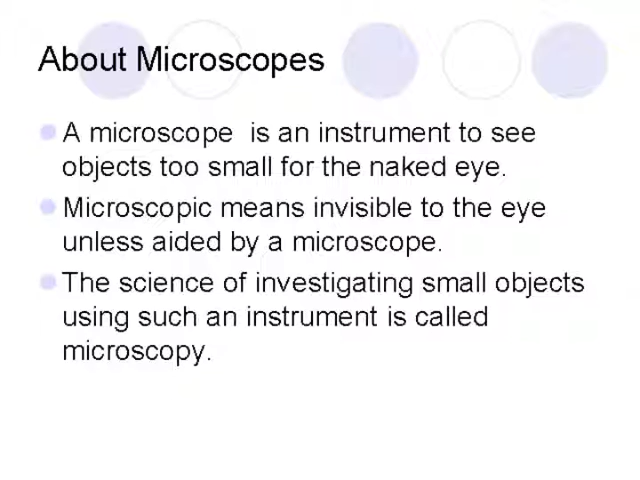 About Microscopes
A microscope  is an instrument to see
objects too small for the naked eye.
Microscopic means invisible to the eye
unless aided by a microscope.
The science of investigating small objects
using such an instrument is called
microscopy.